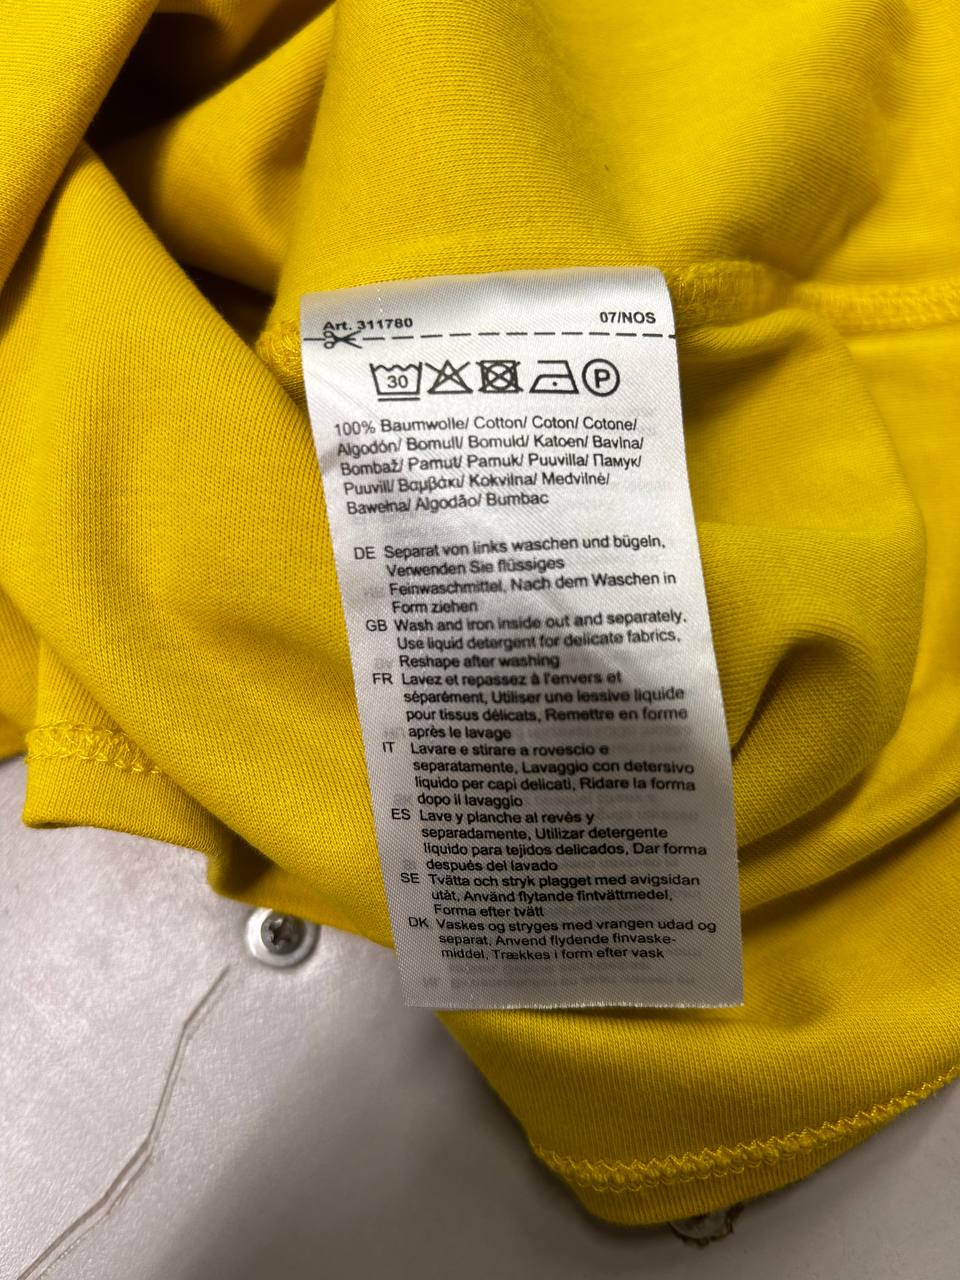 Art. 311780 07/NOS
30 P
100% Baumwolle/ Cotton/ Coton/ Cotone/
Algodón/ Bomull/ Bomuld/ Katoen/ Bavlna/
Bombaž/ Pamut/ Pamuk/ Puuvilla/ Памук/
Puuvill/ Βαμβάκι/ Kokvilna/ Medvilnė/
Bawełna/ Algodão/ Bumbac
DE Separat von links waschen und bügeln,
Verwenden Sie flüssiges
Feinwaschmittel, Nach dem Waschen in
Form ziehen
GB Wash and iron inside out and separately,
Use liquid detergent for delicate fabrics,
Reshape after washing
FR Lavez et repassez à l'envers et
séparément, Utiliser une lessive liquide
pour tissus délicats, Remettre en forme
après le lavage
IT Lavare e stirare a rovescio e
separatamente, Lavaggio con detersivo
liquido per capi delicati, Ridare la forma
dopo il lavaggio
ES Lave y planche al revés y
separadamente, Utilizar detergente
líquido para tejidos delicados, Dar forma
después del lavado
SE Tvätta och stryk plagget med avigsidan
utåt, Använd flytande fintvättmedel,
Forma efter tvätt
DK Vaskes og stryges med vrangen udad og
separat, Anvend flydende finvaske-
middel, Trækkes i form efter vask